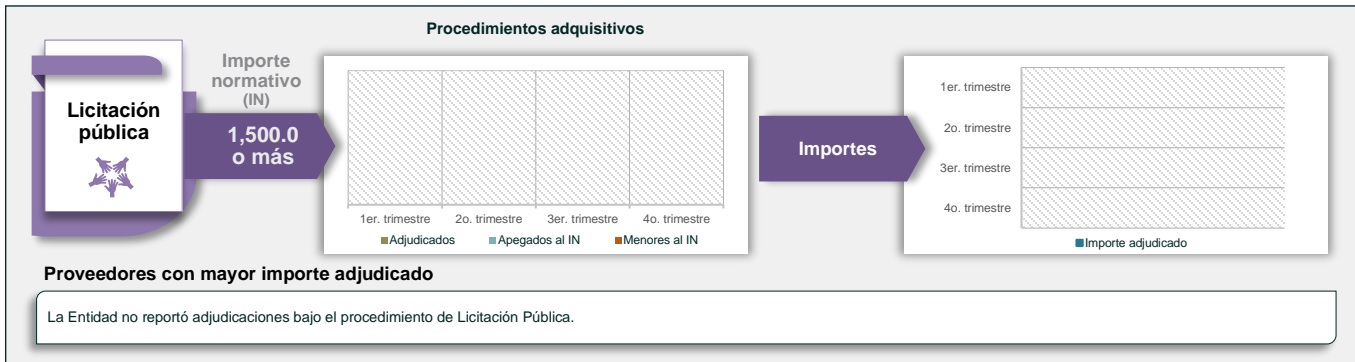 Procedimientos adquisitivos
Licitación
pública
Importe
normativo
(IN)
1,500.0
o más
1er. trimestre
2o. trimestre
3er. trimestre
4o. trimestre
Adjudicados
Apegados al IN
Menores al IN
Importes
1er. trimestre
2o. trimestre
3er. trimestre
4o. trimestre
Importe adjudicado
Proveedores con mayor importe adjudicado
La Entidad no reportó adjudicaciones bajo el procedimiento de Licitación Pública.